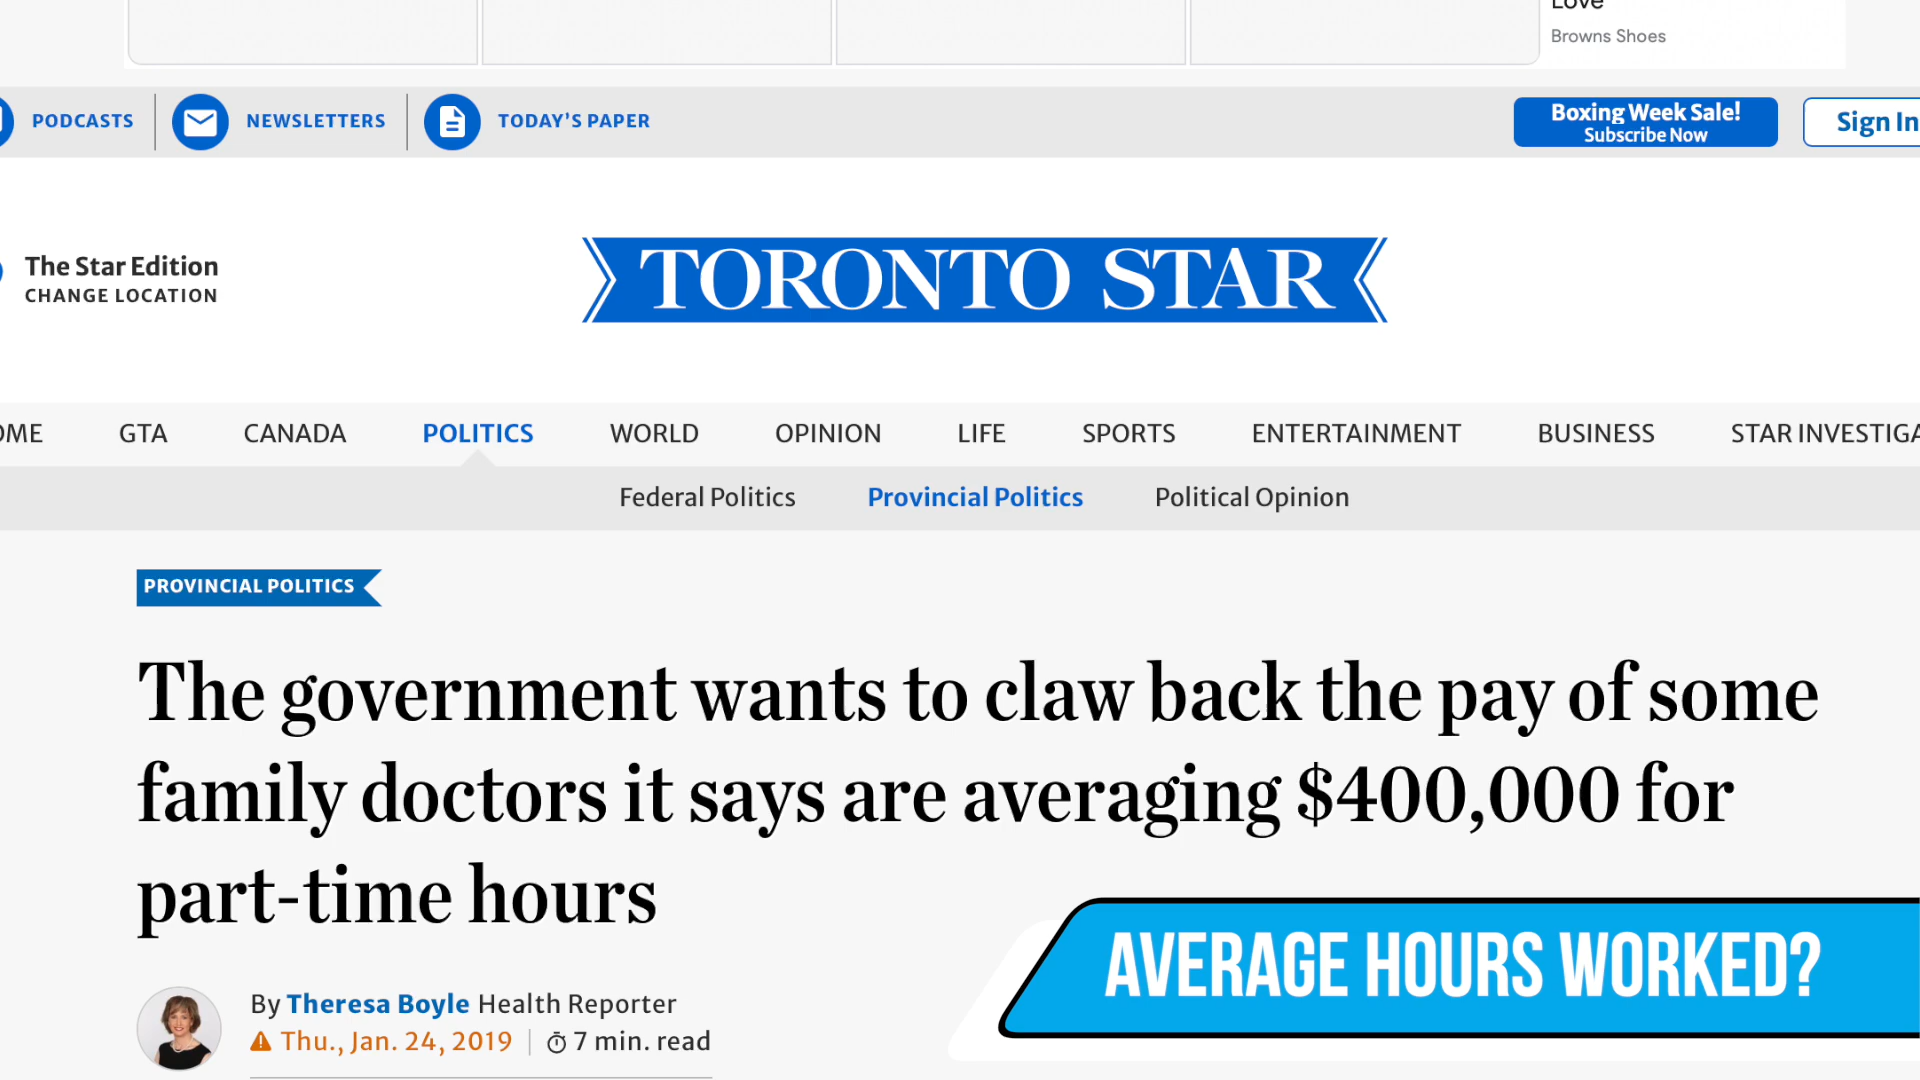 Love
Browns Shoes
PODCASTS
NEWSLETTERS
TODAY'S PAPER
Boxing Week Sale!
Subscribe Now
Sign In
The Star Edition
CHANGE LOCATION
TORONTO STAR
OME GTA CANADA POLITICS WORLD OPINION LIFE SPORTS ENTERTAINMENT BUSINESS STAR INVESTIGA
Federal Politics Provincial Politics Political Opinion
PROVINCIAL POLITICS
The government wants to claw back the pay of some
family doctors it says are averaging $400,000 for
part-time hours
By Theresa Boyle Health Reporter
Thu., Jan. 24, 2019 7 min. read
AVERAGE HOURS WORKED?